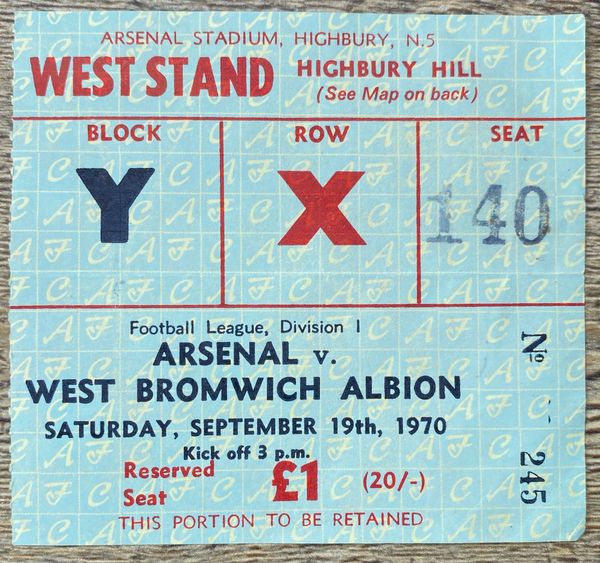 ARSENAL STADIUM, HIGHBURY, N.5
WEST STAND
HIGHBURY HILL
(See Map on back)
BLOCK
ROW
SEAT
Y
X
140
Football League, Division I
ARSENAL v.
WEST BROMWICH ALBION
SATURDAY, SEPTEMBER 19th, 1970
Kick off 3 p.m.
Reserved
Seat
£1
(20/-)
THIS PORTION TO BE RETAINED
No 245